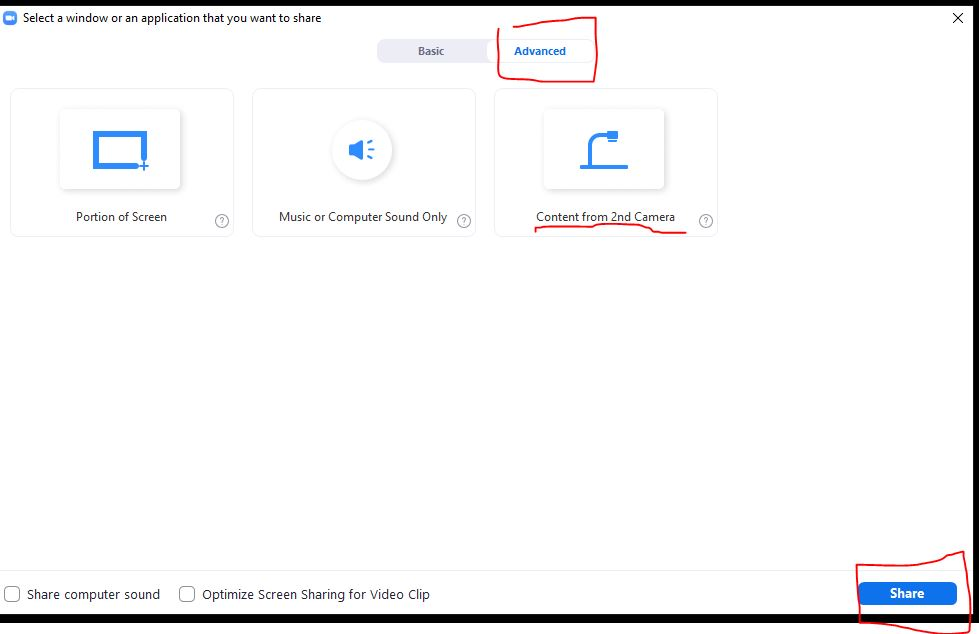 Select a window or an application that you want to share
Basic
Advanced
Portion of Screen
?
Music or Computer Sound Only
?
Content from 2nd Camera
?
Share computer sound
Optimize Screen Sharing for Video Clip
Share